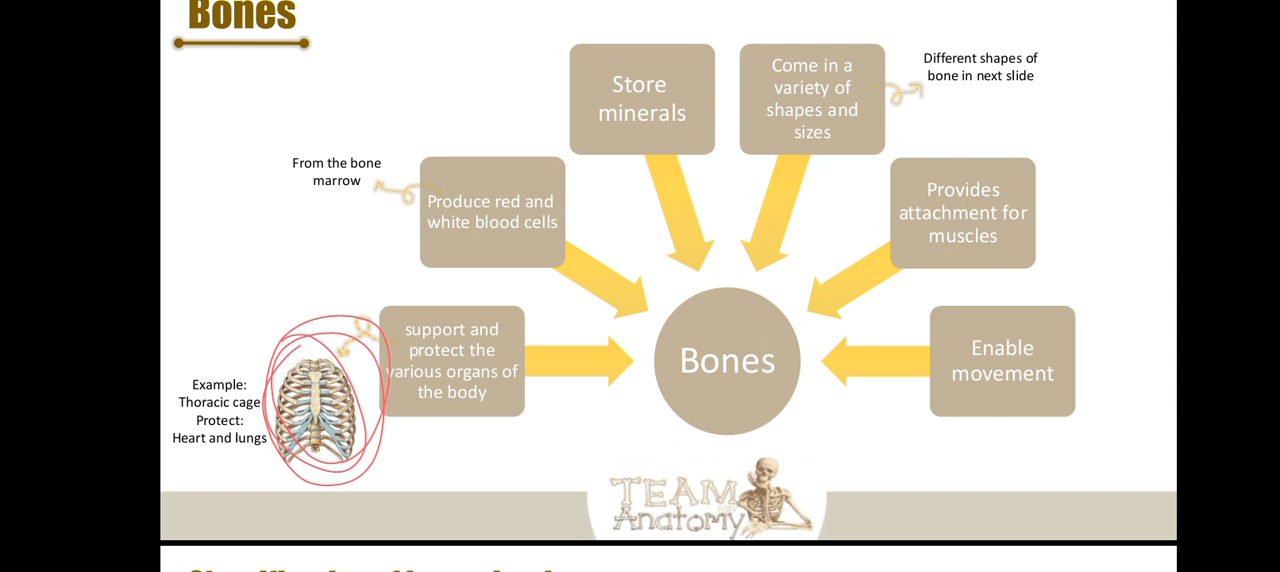 Bones
Store
minerals
Come in a
variety of
shapes and
sizes
Different shapes of
bone in next slide
From the bone
marrow
Produce red and
white blood cells
Provides
attachment for
muscles
support and
protect the
various organs of
the body
Example:
Thoracic cage
Protect:
Heart and lungs
Bones
Enable
movement
TEAM
Anatomy